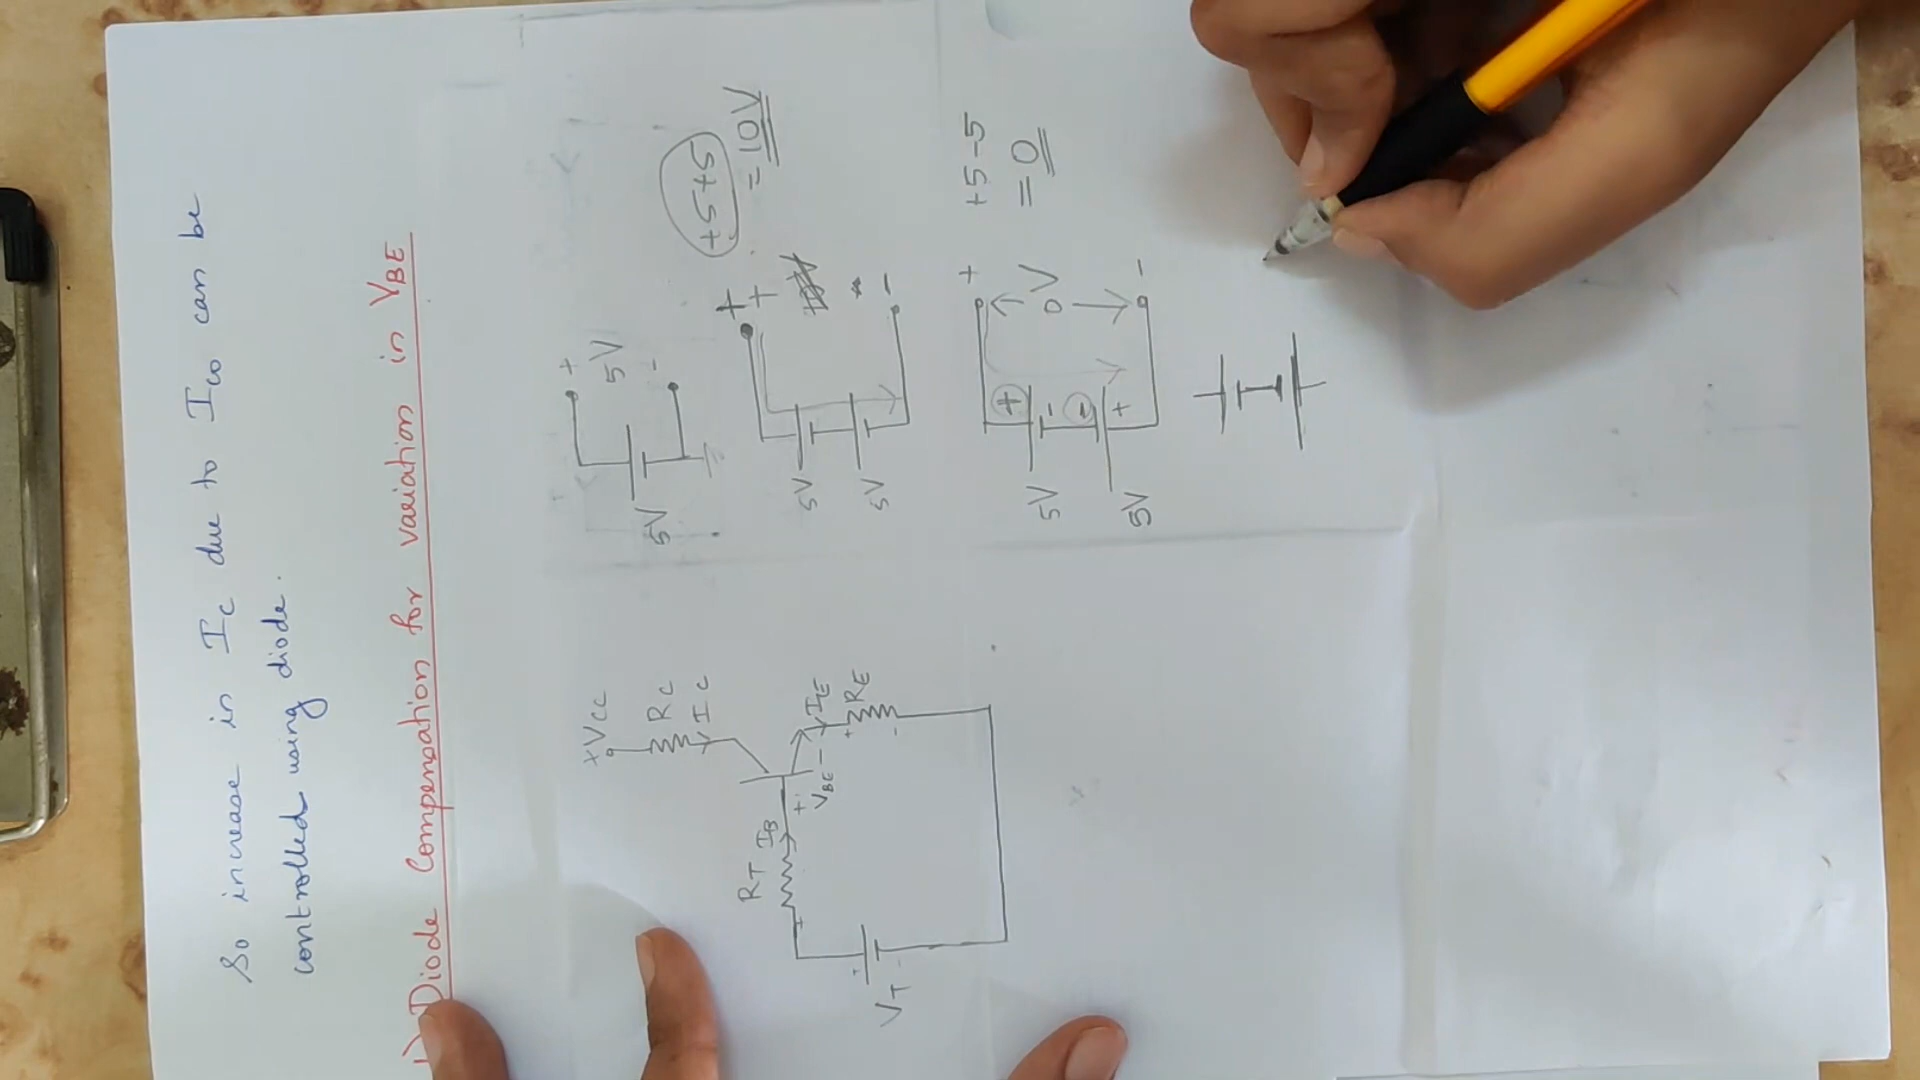 So increase in IC due to ICO can be
controlled using diode.
1) Diode Compensation for variation in VBE
+VCC
RC
IC
RT IB
+ VBE -
IE
+ RE -
+ VT -
5V
+ 5V -
5V
5V
+ + -
+5+5
= 10V
5V
5V
+ -
- +
+ 0V -
+5-5
= 0